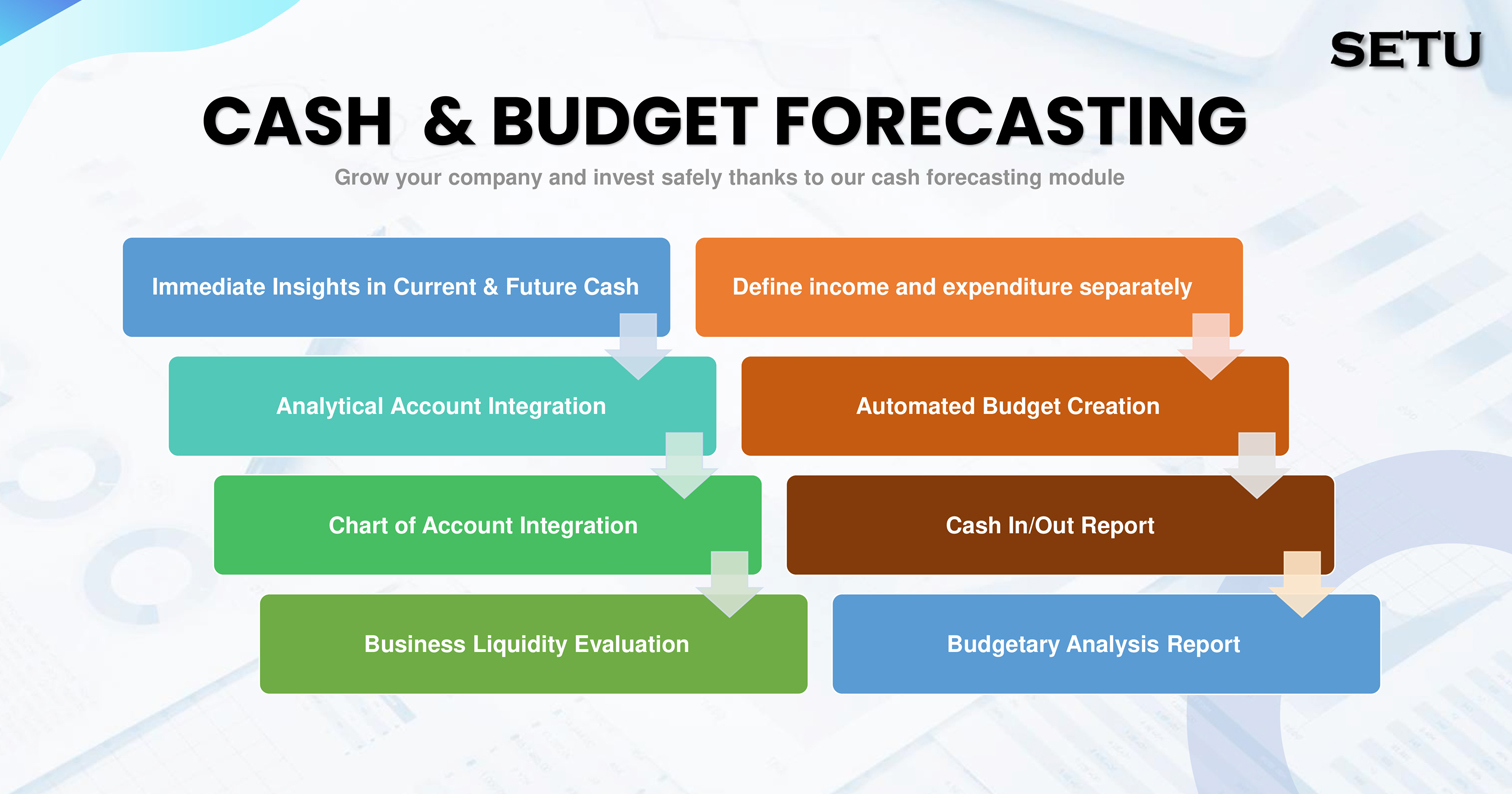 SETU
CASH & BUDGET FORECASTING
Grow your company and invest safely thanks to our cash forecasting module
Immediate Insights in Current & Future Cash
Define income and expenditure separately
Analytical Account Integration
Automated Budget Creation
Chart of Account Integration
Cash In/Out Report
Business Liquidity Evaluation
Budgetary Analysis Report